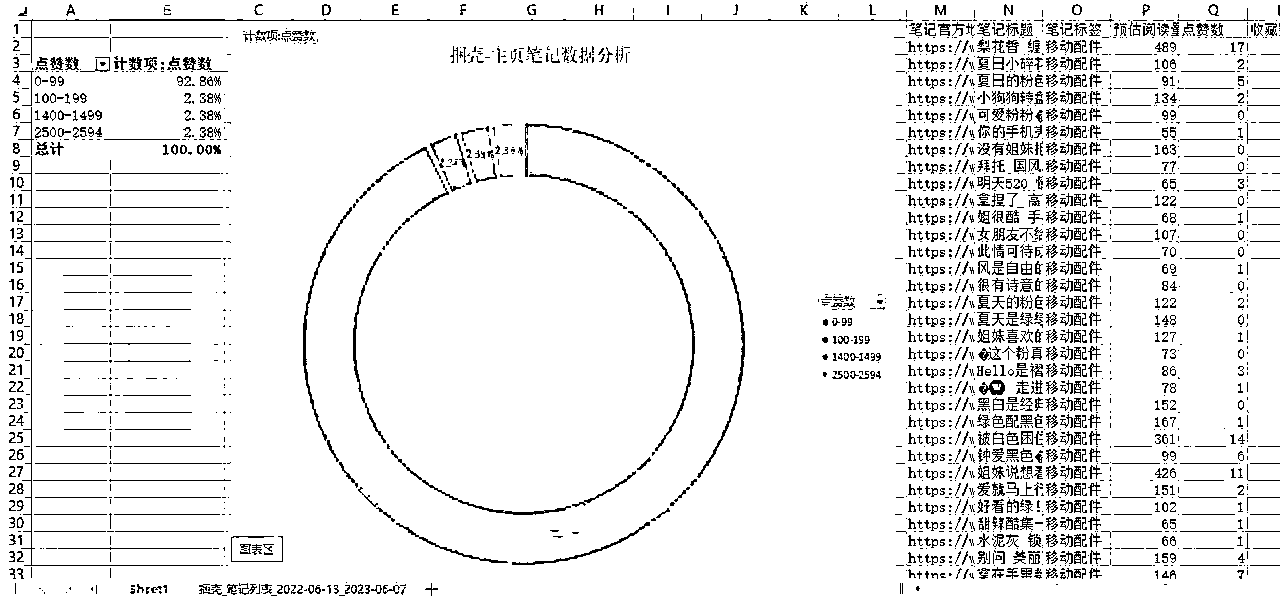 A B C D E F G H I J K L M N O P Q
计数项:点赞数
捆壳-主页笔记数据分析
点赞数 计数项:点赞数
0-99 92.86%
100-199 2.38%
1400-1499 2.38%
2500-2594 2.38%
总计 100.00%
2.38% 2.38% 2.38%
点赞数
0-99
100-199
1400-1499
2500-2594
图表区
笔记官方地 笔记标题 笔记标签 预估阅读量 点赞数 收藏
https://w 梨花香 缠 移动配件 489 17
https://w 夏日小碎花 移动配件 106 2
https://w 夏日的粉色 移动配件 91 5
https://w 小狗狗转盘 移动配件 134 2
https://w 可爱粉粉 移动配件 99 0
https://w 你的手机壳 移动配件 55 1
https://w 没有姐妹 移动配件 163 0
https://w 拜托 国风 移动配件 77 0
https://w 明天520 移动配件 65 3
https://w 捏了 高 移动配件 122 0
https://w 姐很酷 手 移动配件 68 1
https://w 女朋友不 移动配件 107 0
https://w 此情可待 移动配件 70 0
https://w 风是自由的 移动配件 69 1
https://w 很有诗意的 移动配件 84 0
https://w 夏天的粉色 移动配件 122 2
https://w 夏天是绿 移动配件 148 0
https://w 姐妹喜欢的 移动配件 127 1
https://w 这个粉真 移动配件 73 0
https://w Hello是 移动配件 86 3
https://w 走进 移动配件 78 1
https://w 黑白是经典 移动配件 152 0
https://w 绿色配黑色 移动配件 167 1
https://w 被白色困 移动配件 361 14
https://w 钟爱黑色 移动配件 99 6
https://w 姐妹说想 移动配件 426 11
https://w 爱就马上 移动配件 151 2
https://w 好看的绿! 移动配件 102 1
https://w 甜辣酷集一 移动配件 65 1
https://w 水泥灰 锁 移动配件 66 1
https://w 别问 美丽 移动配件 159 4
https://w 拿在手里 移动配件 146 7
Sheet1 捆壳_笔记列表_2022-06-13_2023-06-07